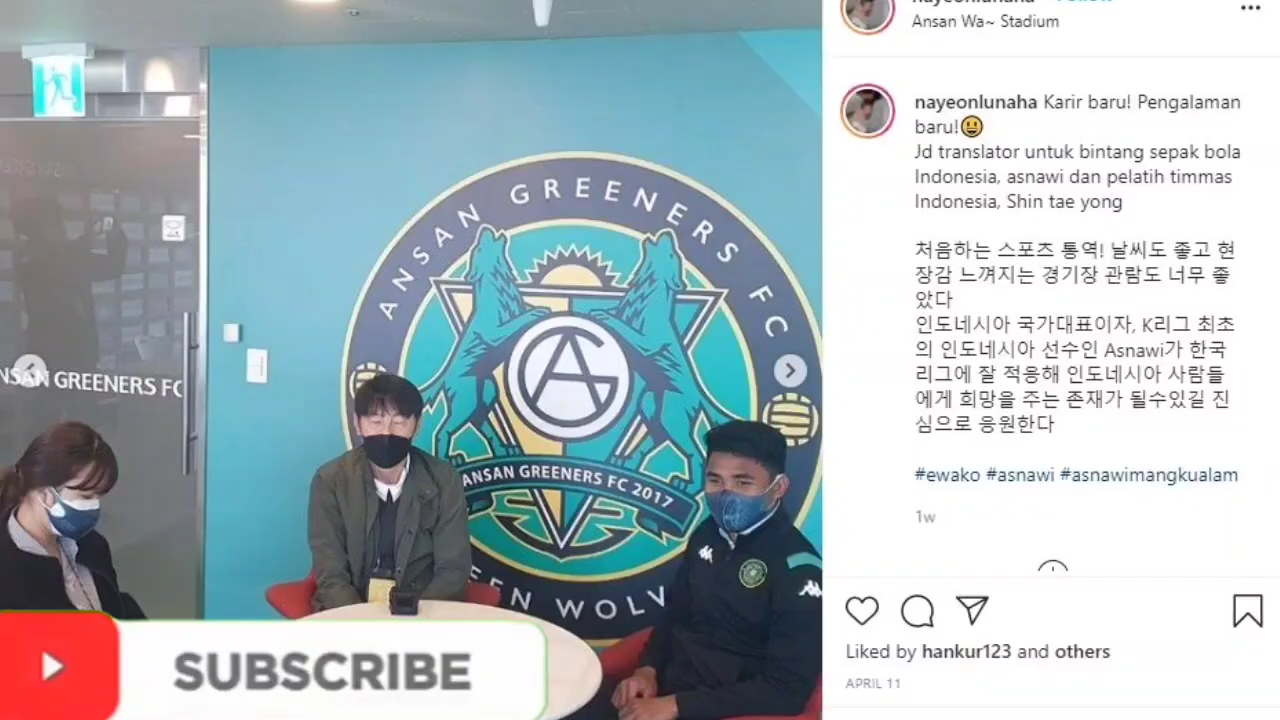 nayeonlunaha
Ansan Wa~ Stadium
nayeonlunaha Karir baru! Pengalaman
baru!😃
Jd translator untuk bintang sepak bola
Indonesia, asnawi dan pelatih timmas
Indonesia, Shin tae yong
처음하는 스포츠 통역! 날씨도 좋고 현
장감 느껴지는 경기장 관람도 너무 좋
았다
인도네시아 국가대표이자, K리그 최초
의 인도네시아 선수인 Asnawi가 한국
리그에 잘 적응해 인도네시아 사람들
에게 희망을 주는 존재가 될수있길 진
심으로 응원한다
#ewako #asnawi #asnawimangkualam
1w
Liked by hankur123 and others
APRIL 11
ANSAN GREENERS FC
AG
ANSAN GREENERS FC 2017
WOLV
ANSAN GREENERS FC
SUBSCRIBE